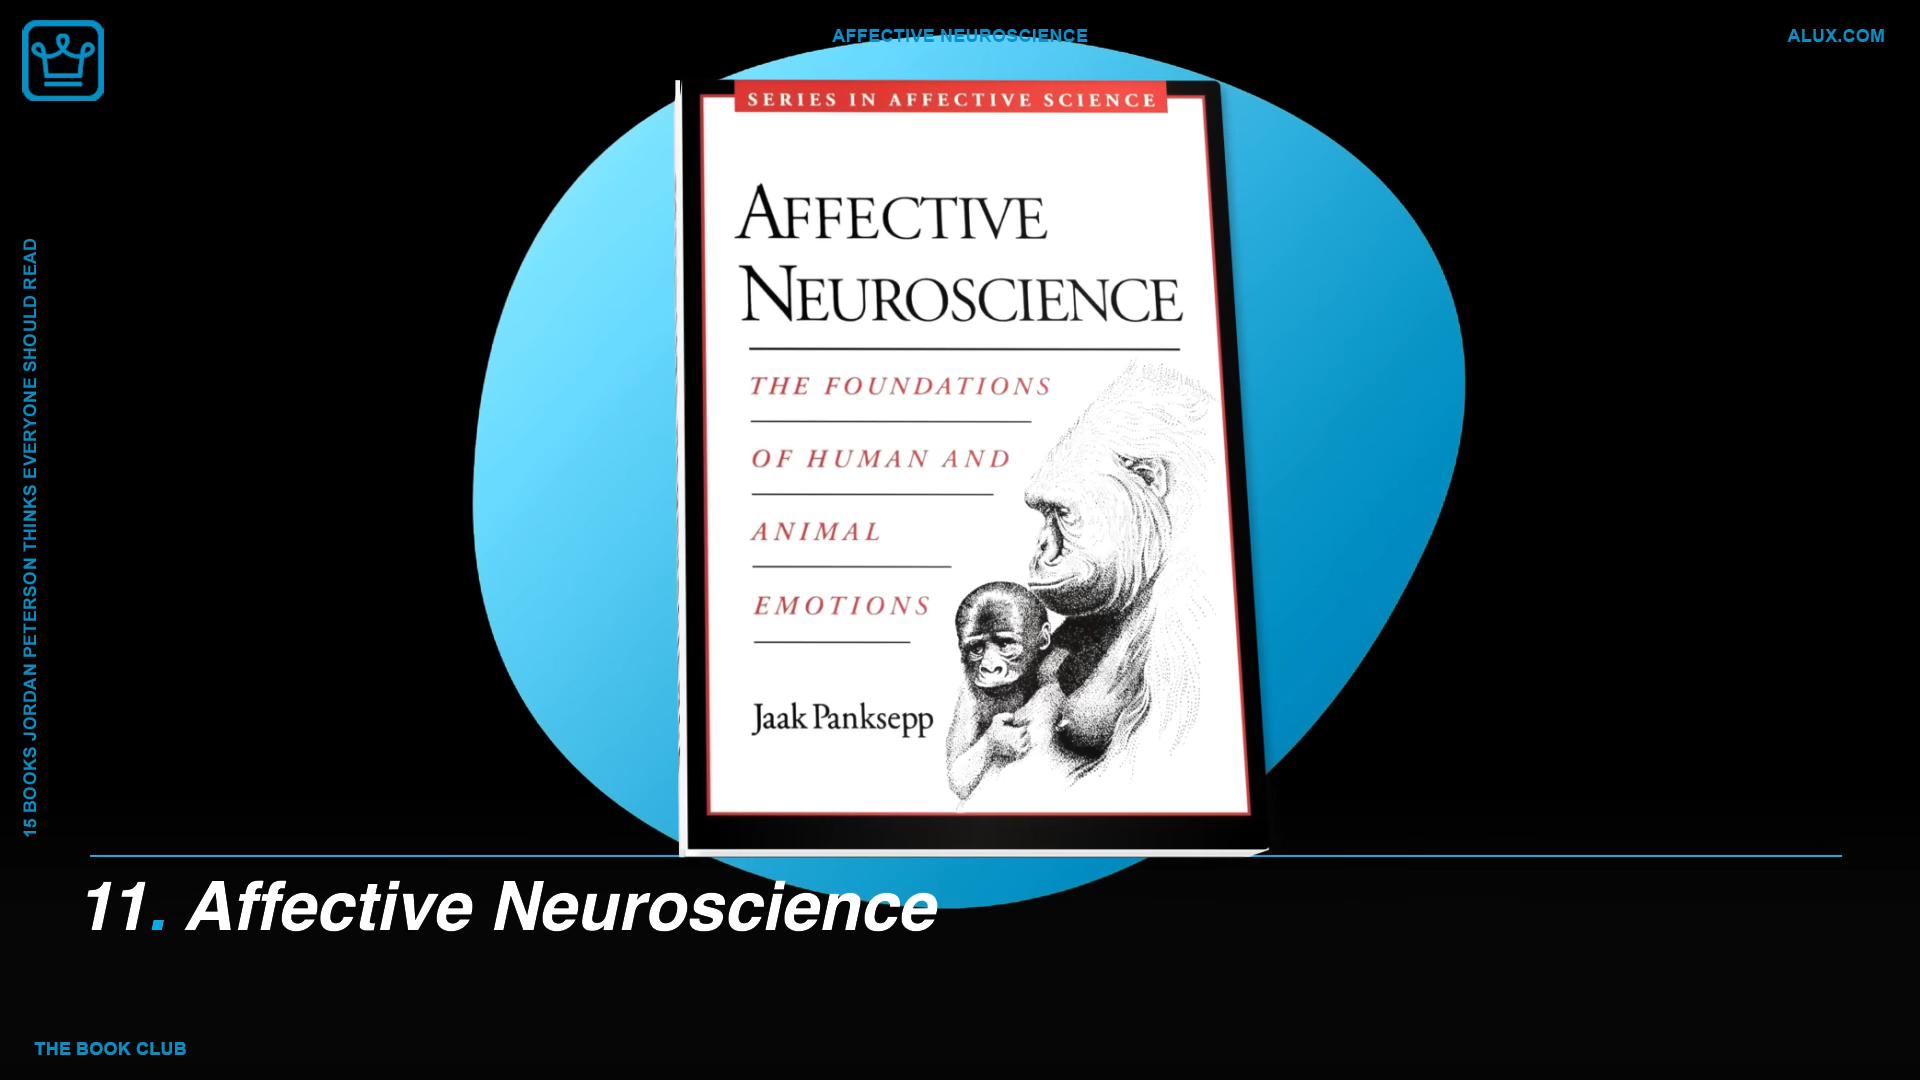 AFFECTIVE NEUROSCIENCE
ALUX.COM
15 BOOKS JORDAN PETERSON THINKS EVERYONE SHOULD READ
SERIES IN AFFECTIVE SCIENCE
AFFECTIVE
NEUROSCIENCE
THE FOUNDATIONS
OF HUMAN AND
ANIMAL
EMOTIONS
Jaak Panksepp
11. Affective Neuroscience
THE BOOK CLUB